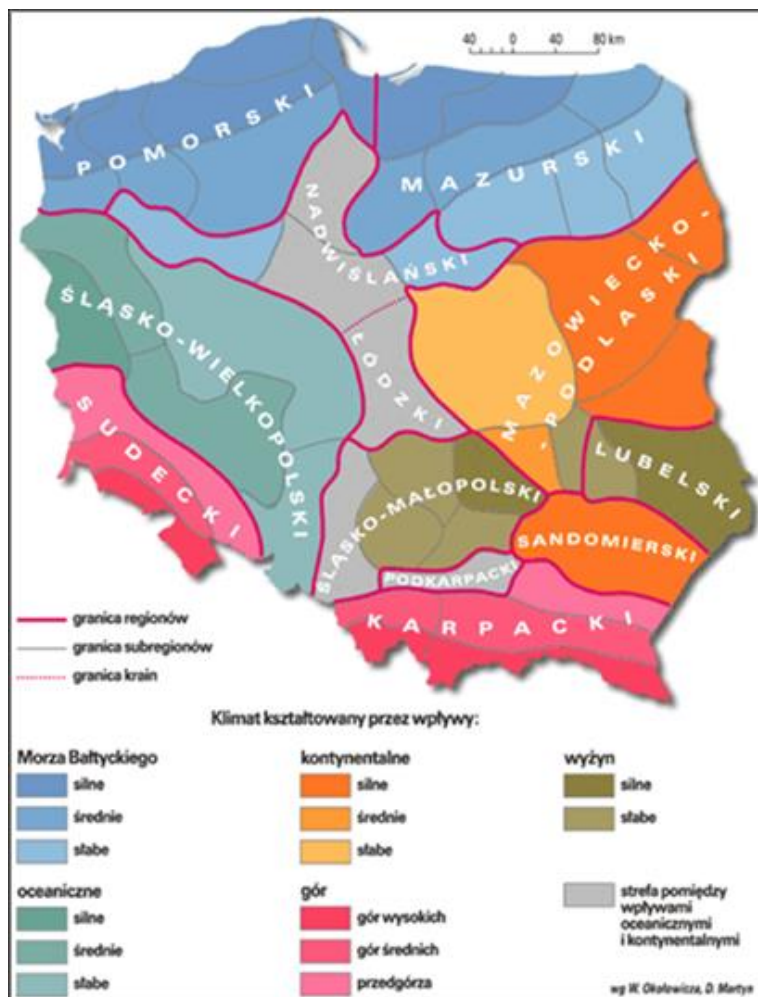 40 0 40 80 km
POMORSKI
MAZURSKI
NADWIŚLAŃSKI
MAZOWIECKO-
-PODLASKI
ŚLĄSKO-WIELKOPOLSKI
ŁÓDZKI
SUDECKI
LUBELSKI
ŚLĄSKO-MAŁOPOLSKI
SANDOMIERSKI
PODKARPACKI
KARPACKI
granica regionów
granica subregionów
granica krain
Klimat kształtowany przez wpływy:
Morza Bałtyckiego
silne
średnie
słabe
kontynentalne
silne
średnie
słabe
wyżyn
silne
słabe
oceaniczne
silne
średnie
słabe
gór
gór wysokich
gór średnich
przedgórza
strefa pomiędzy
wpływami
oceanicznymi
i kontynentalnymi
wg W. Okołowicza, D. Martyn